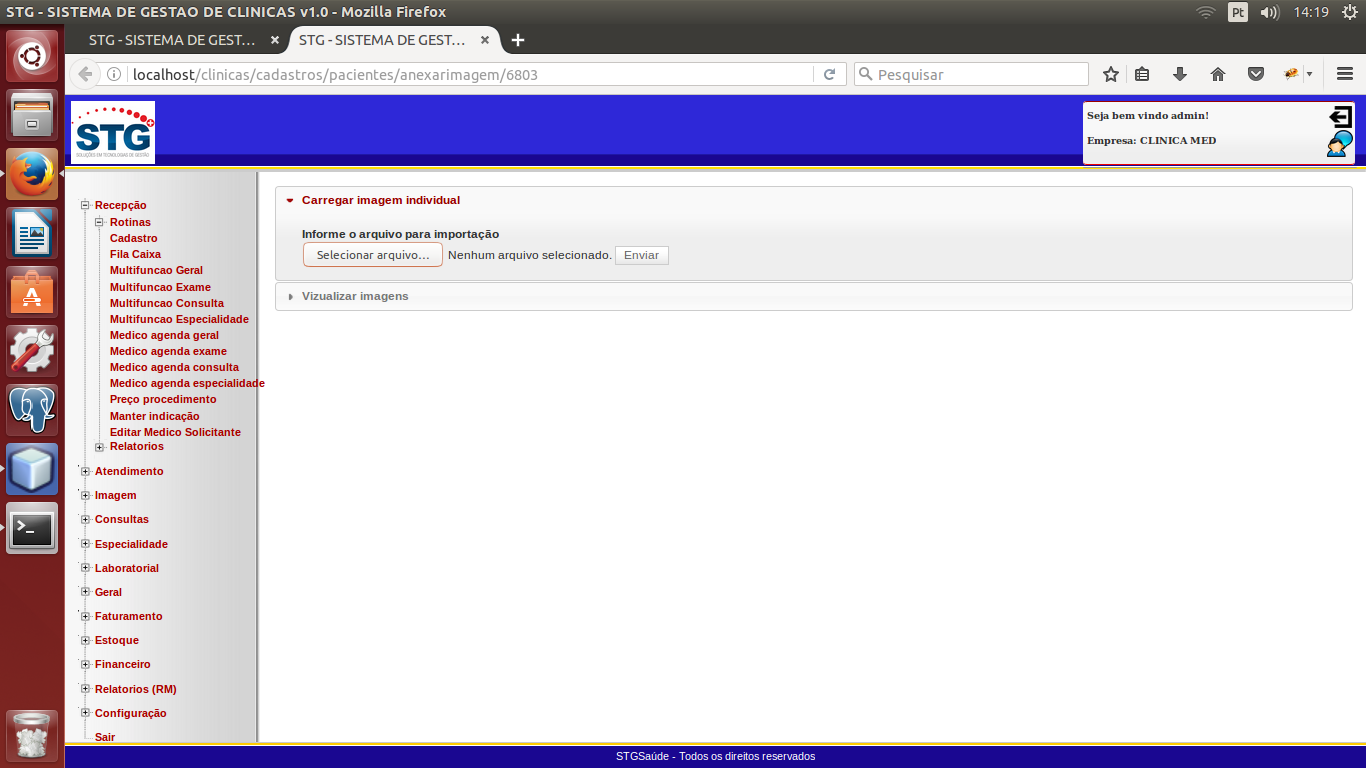 STG - SISTEMA DE GESTAO DE CLINICAS v1.0 - Mozilla Firefox
Pt
14:19
STG - SISTEMA DE GEST...
STG - SISTEMA DE GEST...
localhost/clinicas/cadastros/pacientes/anexarimagem/6803
Pesquisar
STG
SOLUÇÕES EM TECNOLOGIAS DE GESTÃO
Seja bem vindo admin!
Empresa: CLINICA MED
Recepção
Rotinas
Cadastro
Fila Caixa
Multifuncao Geral
Multifuncao Exame
Multifuncao Consulta
Multifuncao Especialidade
Medico agenda geral
Medico agenda exame
Medico agenda consulta
Medico agenda especialidade
Preço procedimento
Manter indicação
Editar Medico Solicitante
Relatorios
Atendimento
Imagem
Consultas
Especialidade
Laboratorial
Geral
Faturamento
Estoque
Financeiro
Relatorios (RM)
Configuração
Sair
Carregar imagem individual
Informe o arquivo para importação
Selecionar arquivo... Nenhum arquivo selecionado. Enviar
Vizualizar imagens
STGSaúde - Todos os direitos reservados